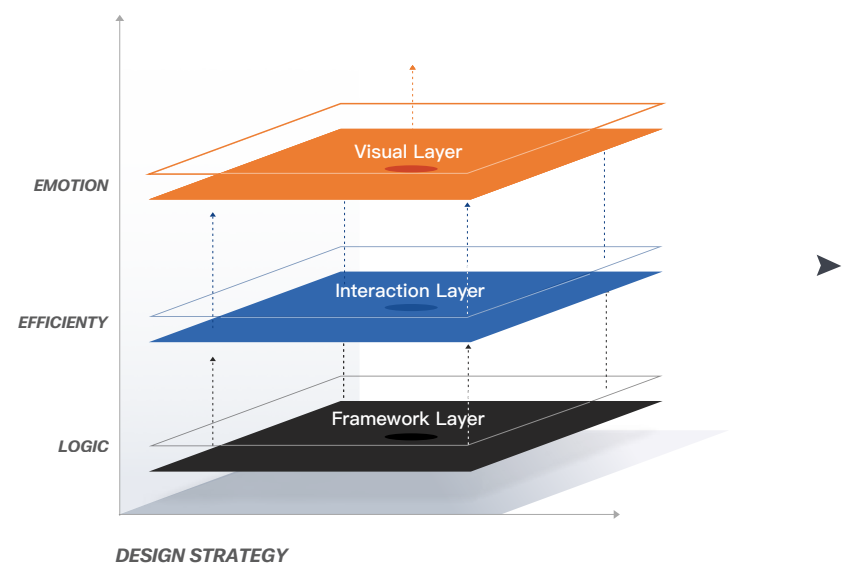 Visual Layer
EMOTION
Interaction Layer
EFFICIENTY
Framework Layer
LOGIC
DESIGN STRATEGY